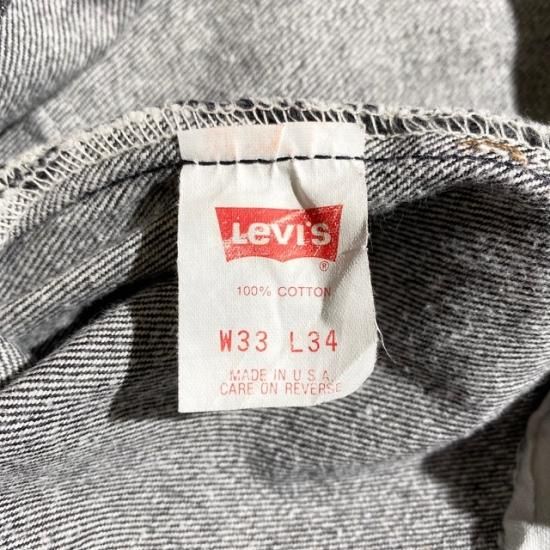 Levi's
®
100% COTTON
W33 L34
MADE IN U.S.A.
CARE ON REVERSE